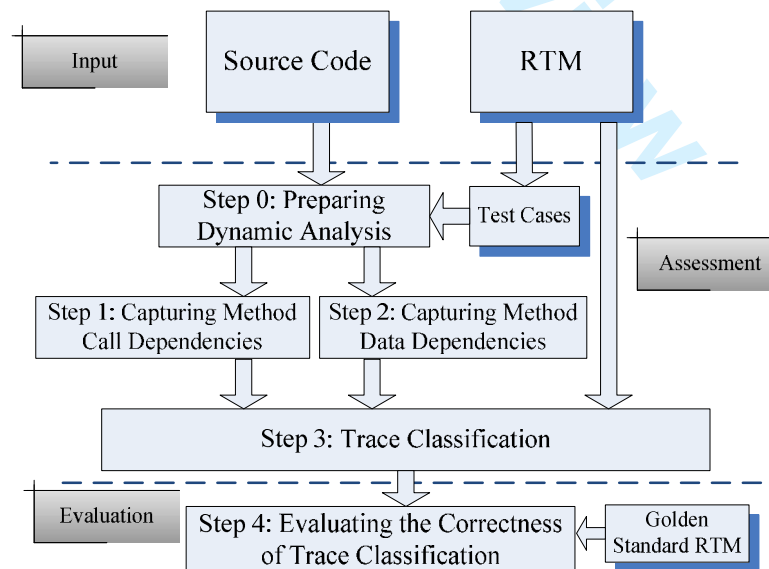 Input
Source Code
RTM
w
Step 0: Preparing
Dynamic Analysis
Test Cases
Assessment
Step 1: Capturing Method
Call Dependencies
Step 2: Capturing Method
Data Dependencies
Step 3: Trace Classification
Evaluation
Step 4: Evaluating the Correctness
of Trace Classification
Golden
Standard RTM